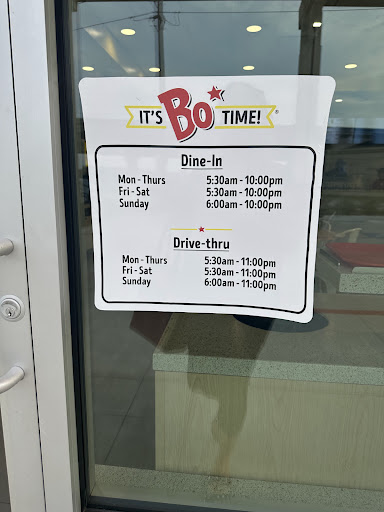 IT'S Bo TIME!®
Dine-In
Mon - Thurs 5:30am - 10:00pm
Fri - Sat 5:30am - 10:00pm
Sunday 6:00am - 10:00pm
Drive-thru
Mon - Thurs 5:30am - 11:00pm
Fri - Sat 5:30am - 11:00pm
Sunday 6:00am - 11:00pm